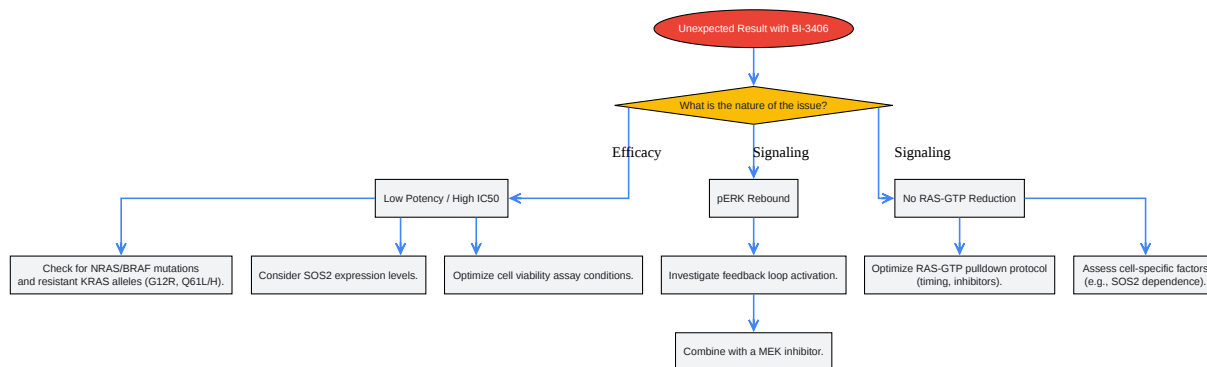 Unexpected Result with BI-3406
What is the nature of the issue?
Efficacy
Signaling
Signaling
Low Potency / High IC50
pERK Rebound
No RAS-GTP Reduction
Check for NRAS/BRAF mutations
and resistant KRAS alleles (G12R, Q61L/H).
Consider SOS2 expression levels.
Optimize cell viability assay conditions.
Investigate feedback loop activation.
Optimize RAS-GTP pulldown protocol
(timing, inhibitors).
Assess cell-specific factors
(e.g., SOS2 dependence).
Combine with a MEK inhibitor.